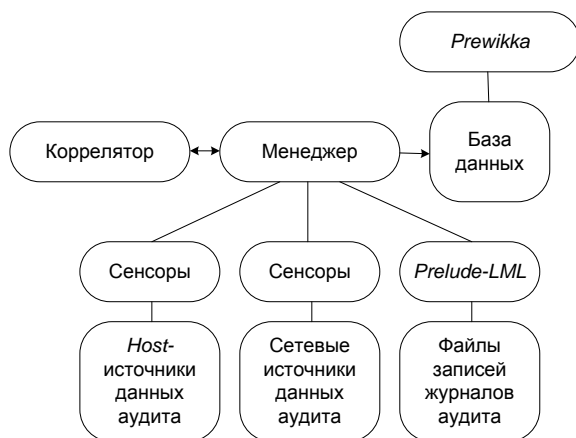 Prewikka
Коррелятор
Менеджер
База
данных
Сенсоры
Сенсоры
Prelude-LML
Host-
источники
данных
аудита
Сетевые
источники
данных
аудита
Файлы
записей
журналов
аудита